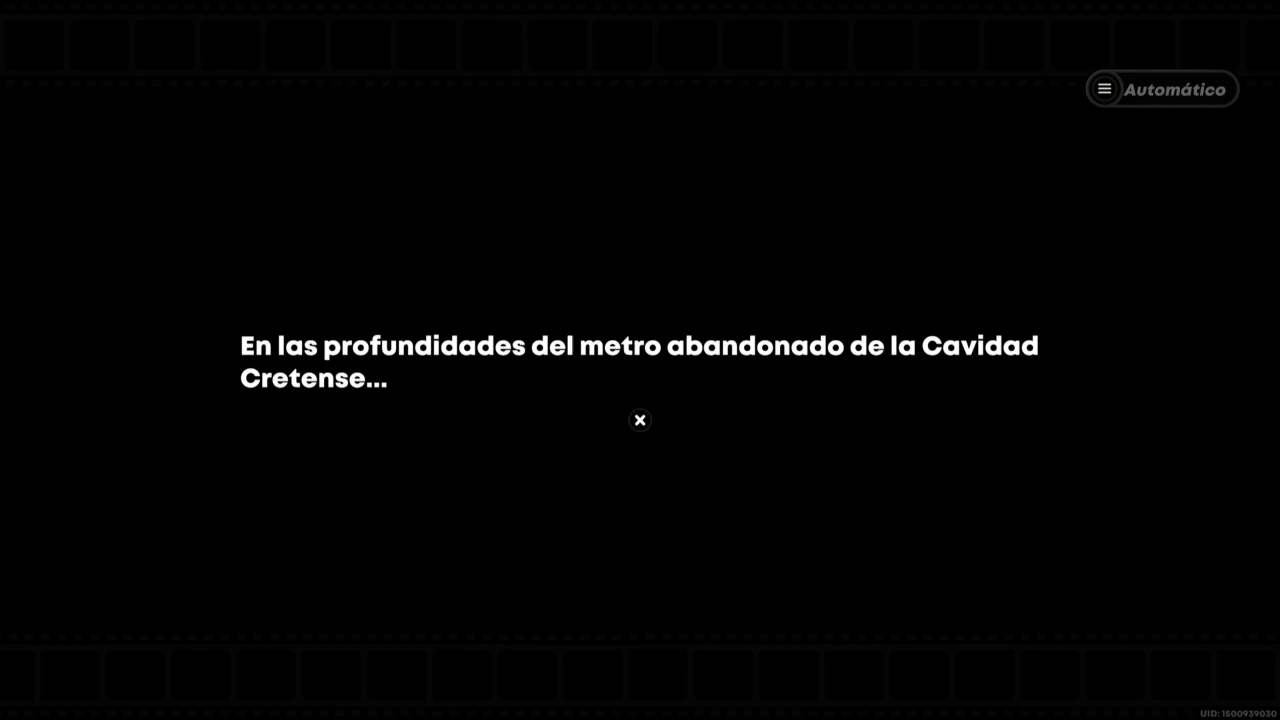 Automático
En las profundidades del metro abandonado de la Cavidad
Cretense...
UID: 1500939030